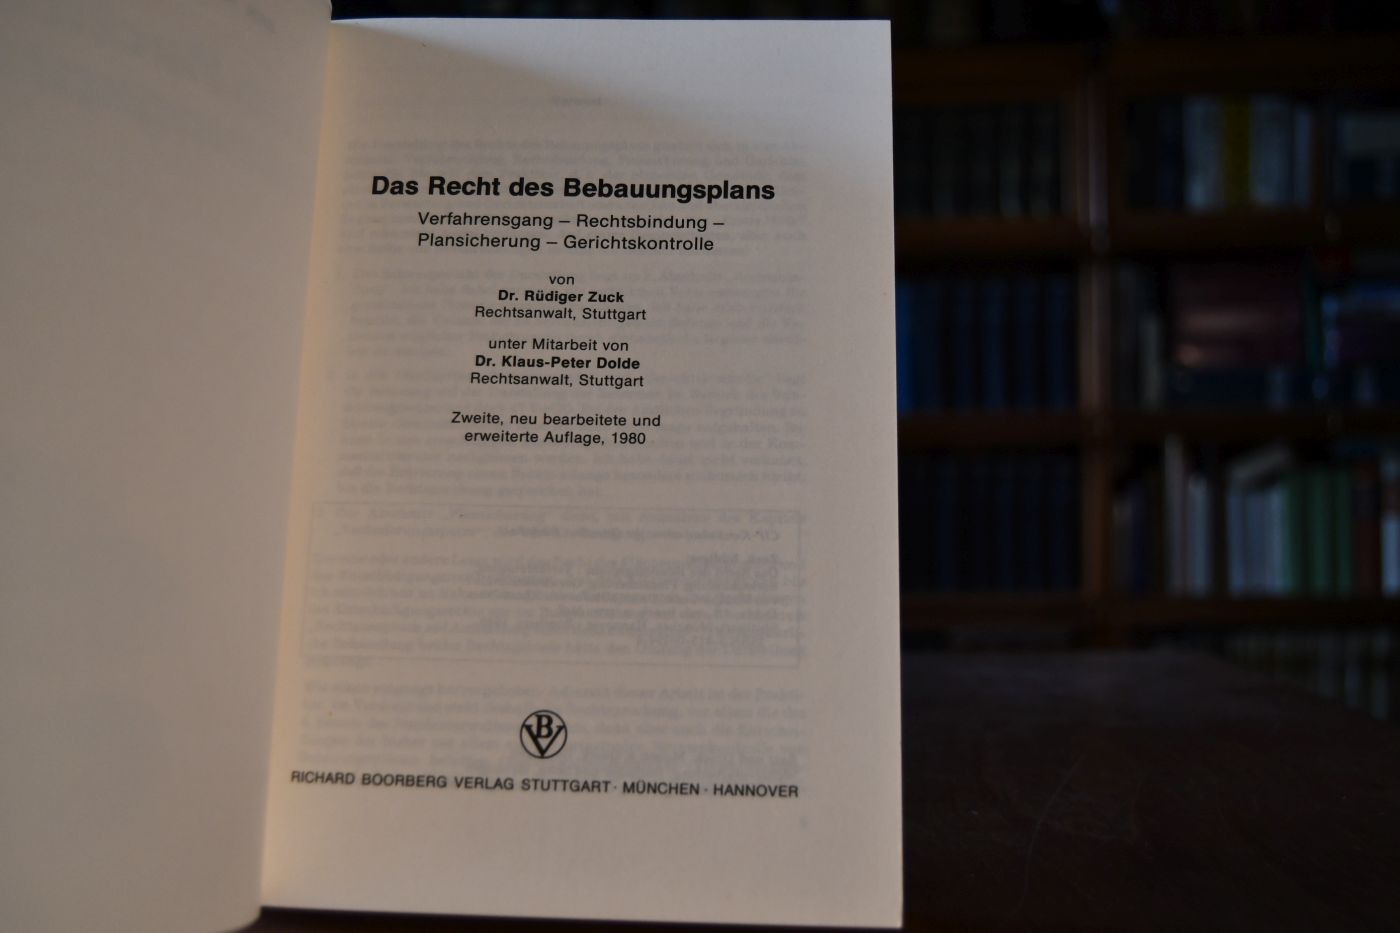 Das Recht des Bebauungsplans
Verfahrensgang – Rechtsbindung –
Plansicherung – Gerichtskontrolle
von
Dr. Rüdiger Zuck
Rechtsanwalt, Stuttgart
unter Mitarbeit von
Dr. Klaus-Peter Dolde
Rechtsanwalt, Stuttgart
Zweite, neu bearbeitete und
erweiterte Auflage, 1980
BV
RICHARD BOORBERG VERLAG STUTTGART · MÜNCHEN · HANNOVER